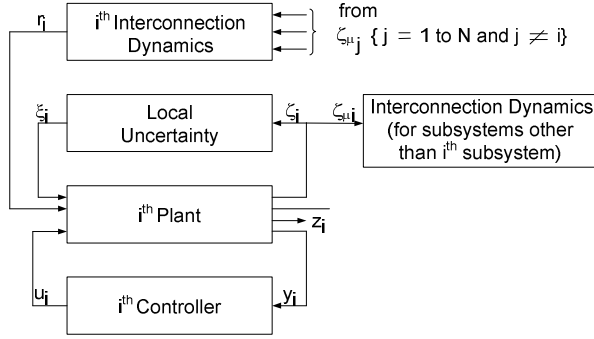 r_i
i^th Interconnection
Dynamics
from
ζ_μj { j = 1 to N and j ≠ i}
ξ_i
Local
Uncertainty
ζ_i
ζ_μi
Interconnection Dynamics
(for subsystems other
than i^th subsystem)
i^th Plant
z_i
u_i
i^th Controller
y_i